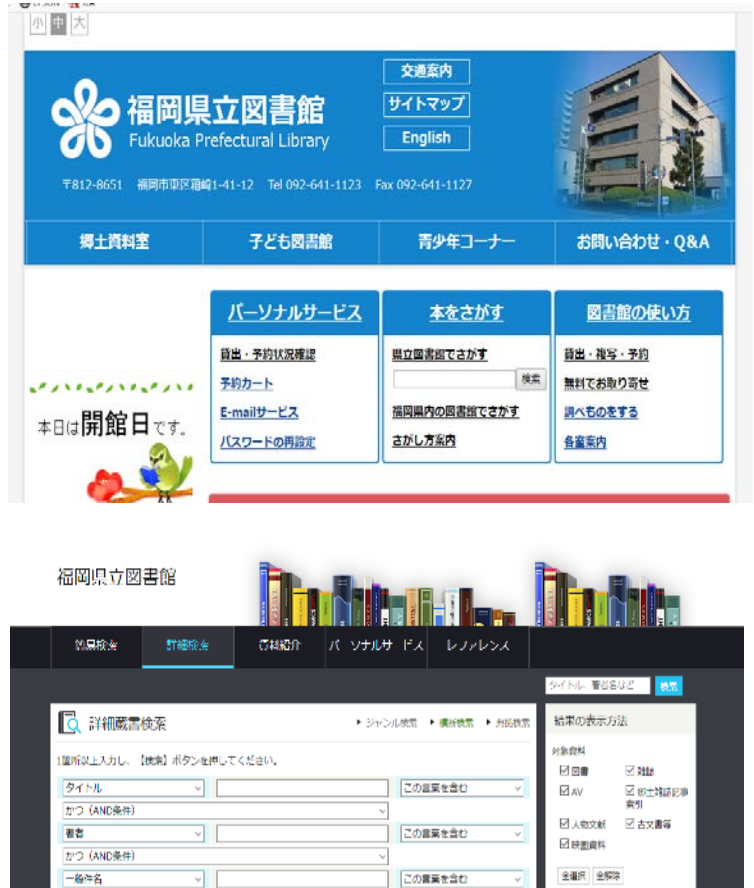 小 中 大
福岡県立図書館
Fukuoka Prefectural Library
交通案内
サイトマップ
English
〒812-8651 福岡市東区箱崎1-41-12 Tel 092-641-1123 Fax 092-641-1127
郷土資料室 子ども図書館 青少年コーナー お問い合わせ・Q&A
パーソナルサービス
貸出・予約状況確認
予約カート
E-mailサービス
パスワードの再設定
本をさがす
県立図書館でさがす
検索
福岡県内の図書館でさがす
さがし方案内
図書館の使い方
貸出・複写・予約
無料でお取り寄せ
調べものをする
各室案内
本日は開館日です。
福岡県立図書館
簡易検索 詳細検索 資料紹介 パーソナルサービス レファレンス
タイトル、著者名など 検索
詳細蔵書検索
ジャンル検索
1箇所以上入力し、【検索】ボタンを押してください。
タイトル この言葉を含む
かつ (AND条件)
著者 この言葉を含む
かつ (AND条件)
一般件名 この言葉を含む
結果の表示方法
対象資料
図書 雑誌
AV 郷土雑誌記事索引
人物文献 古文書等
映画資料
全選択 全解除